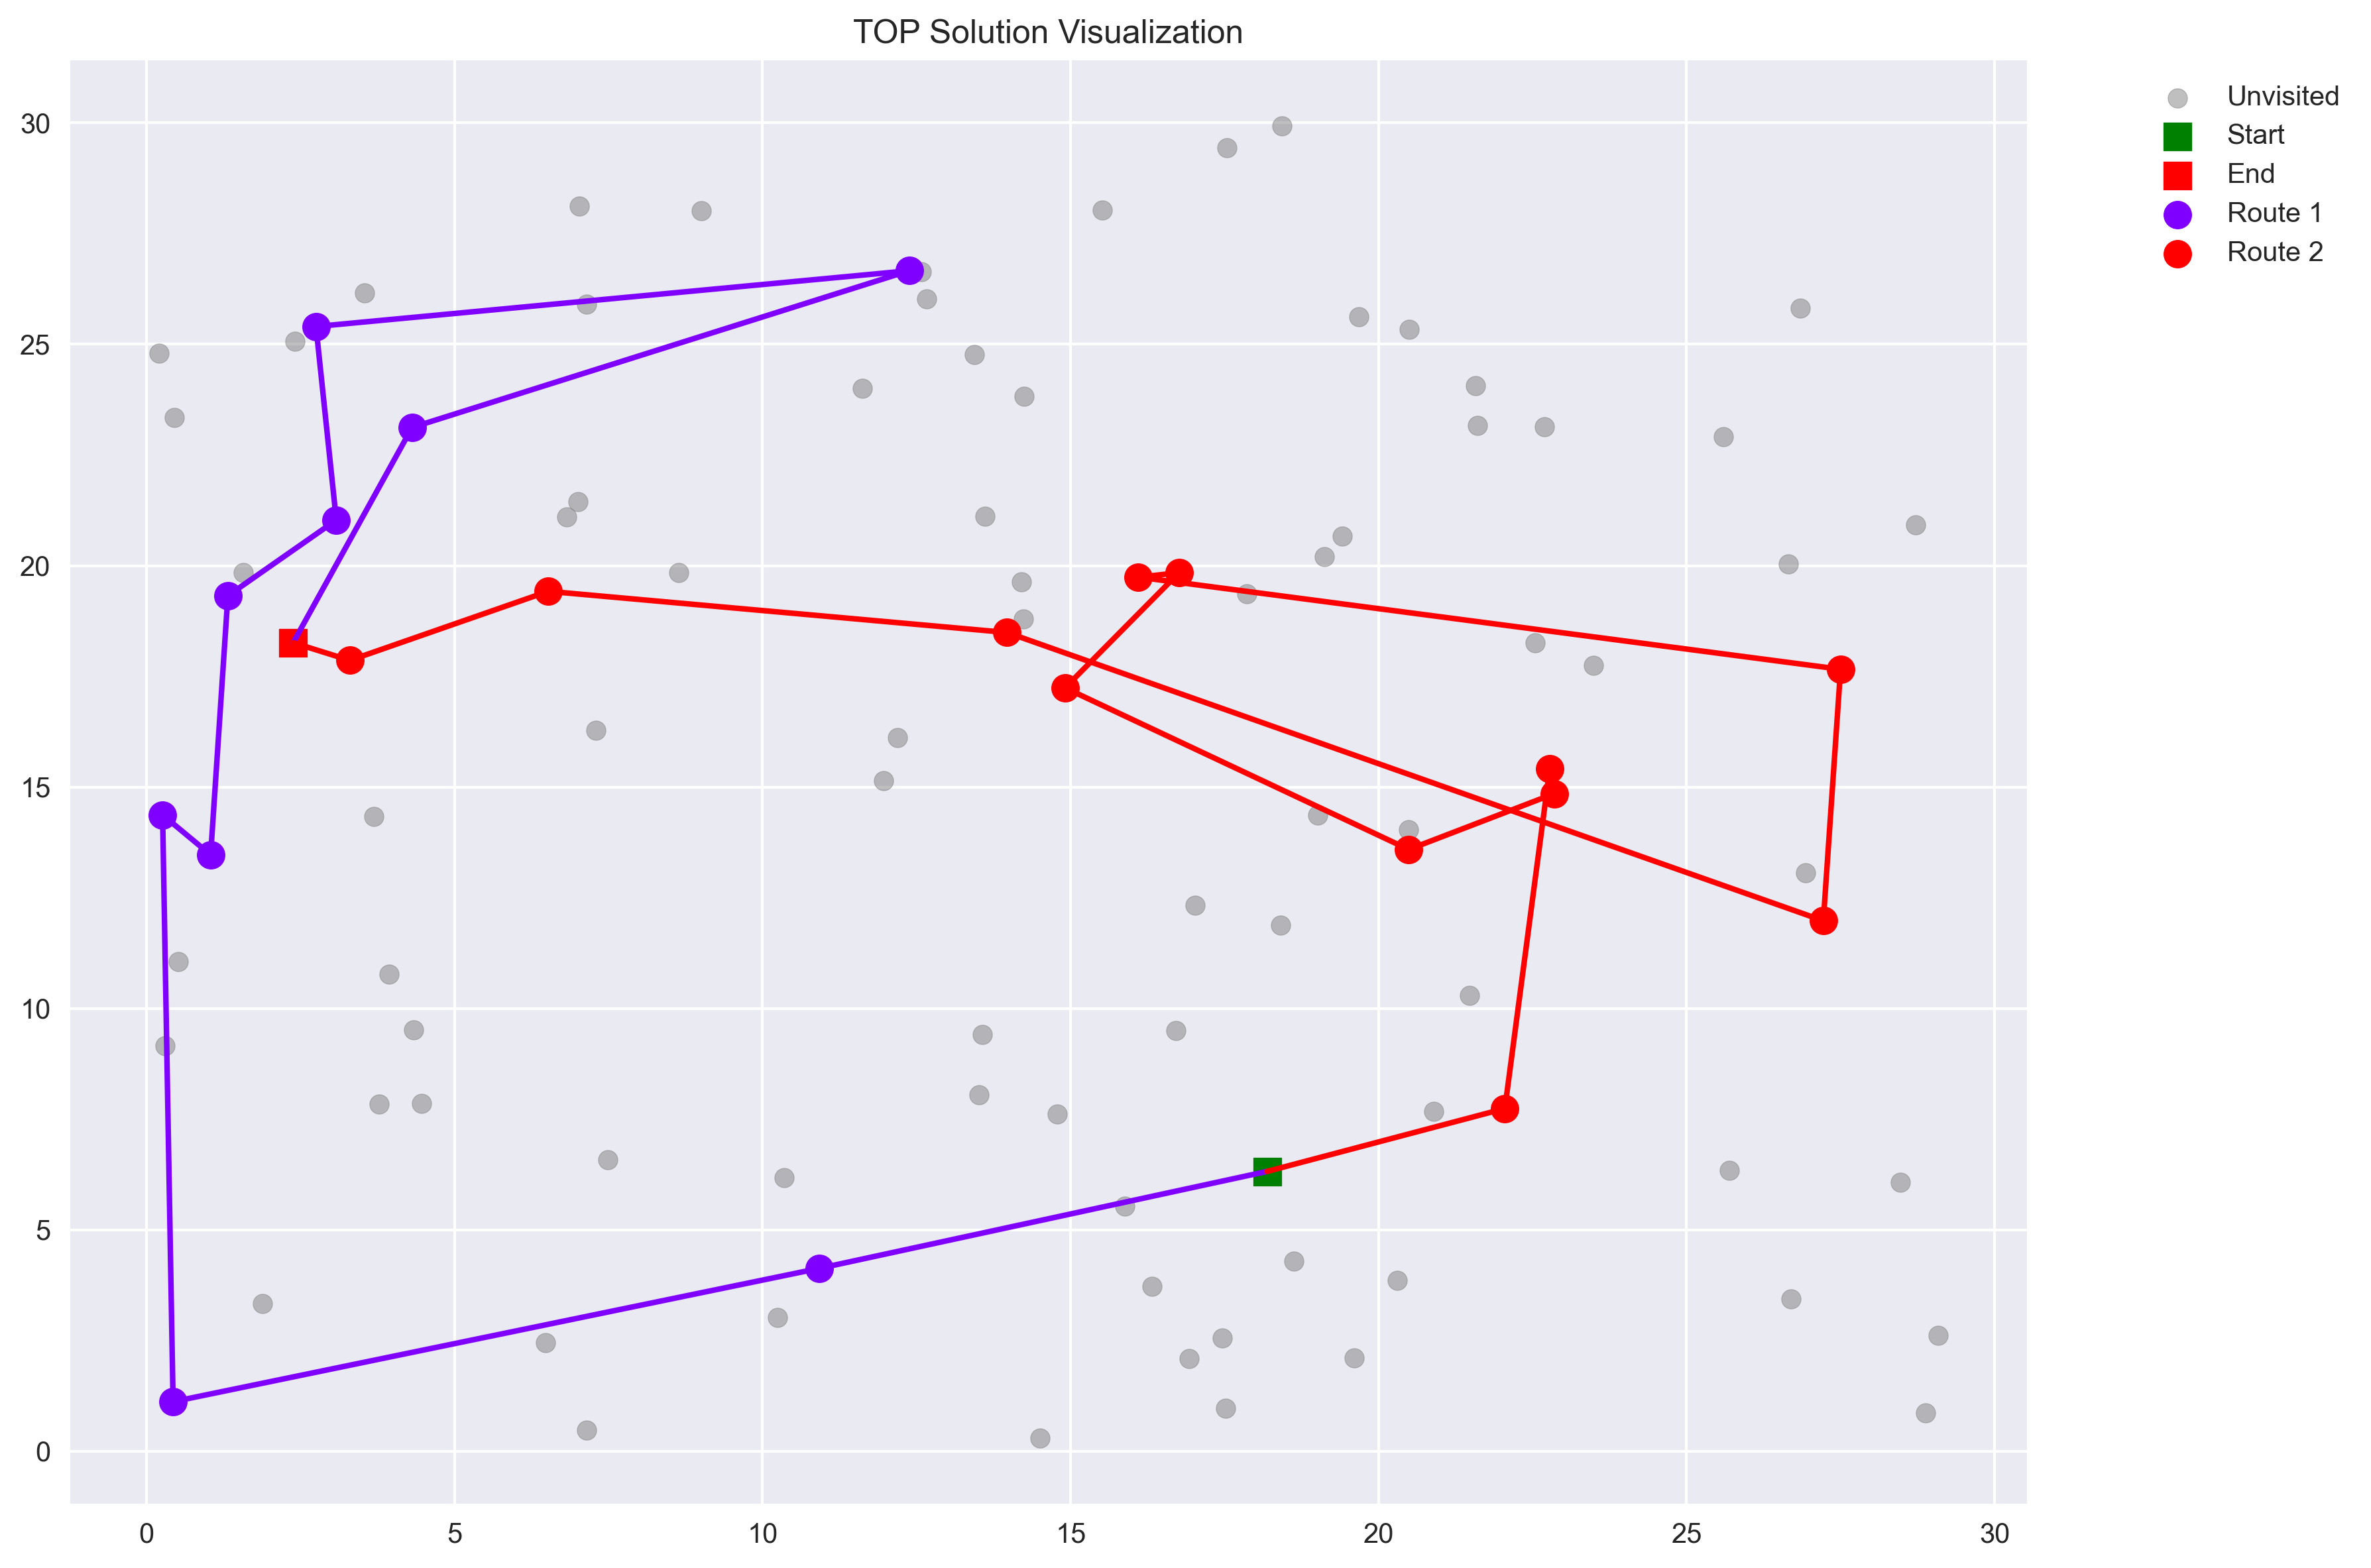 TOP Solution Visualization
30
25
20
15
10
5
0
0 5 10 15 20 25 30
Unvisited
Start
End
Route 1
Route 2